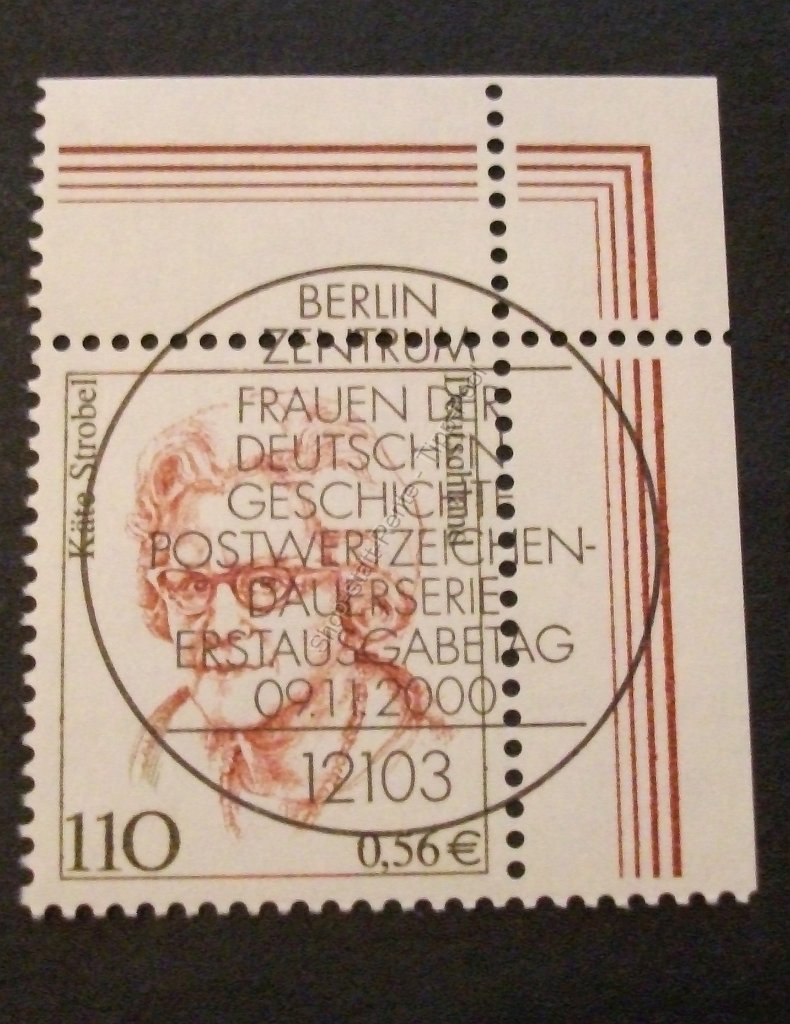 BERLIN
ZENTRUM
FRAUEN DER
DEUTSCHEN
GESCHICHTE
POSTWERTZEICHEN-
DAUERSERIE
ERSTAUSGABETAG
09.11.2000
12103
Käte Strobel
Deutschland
110
0,56 €